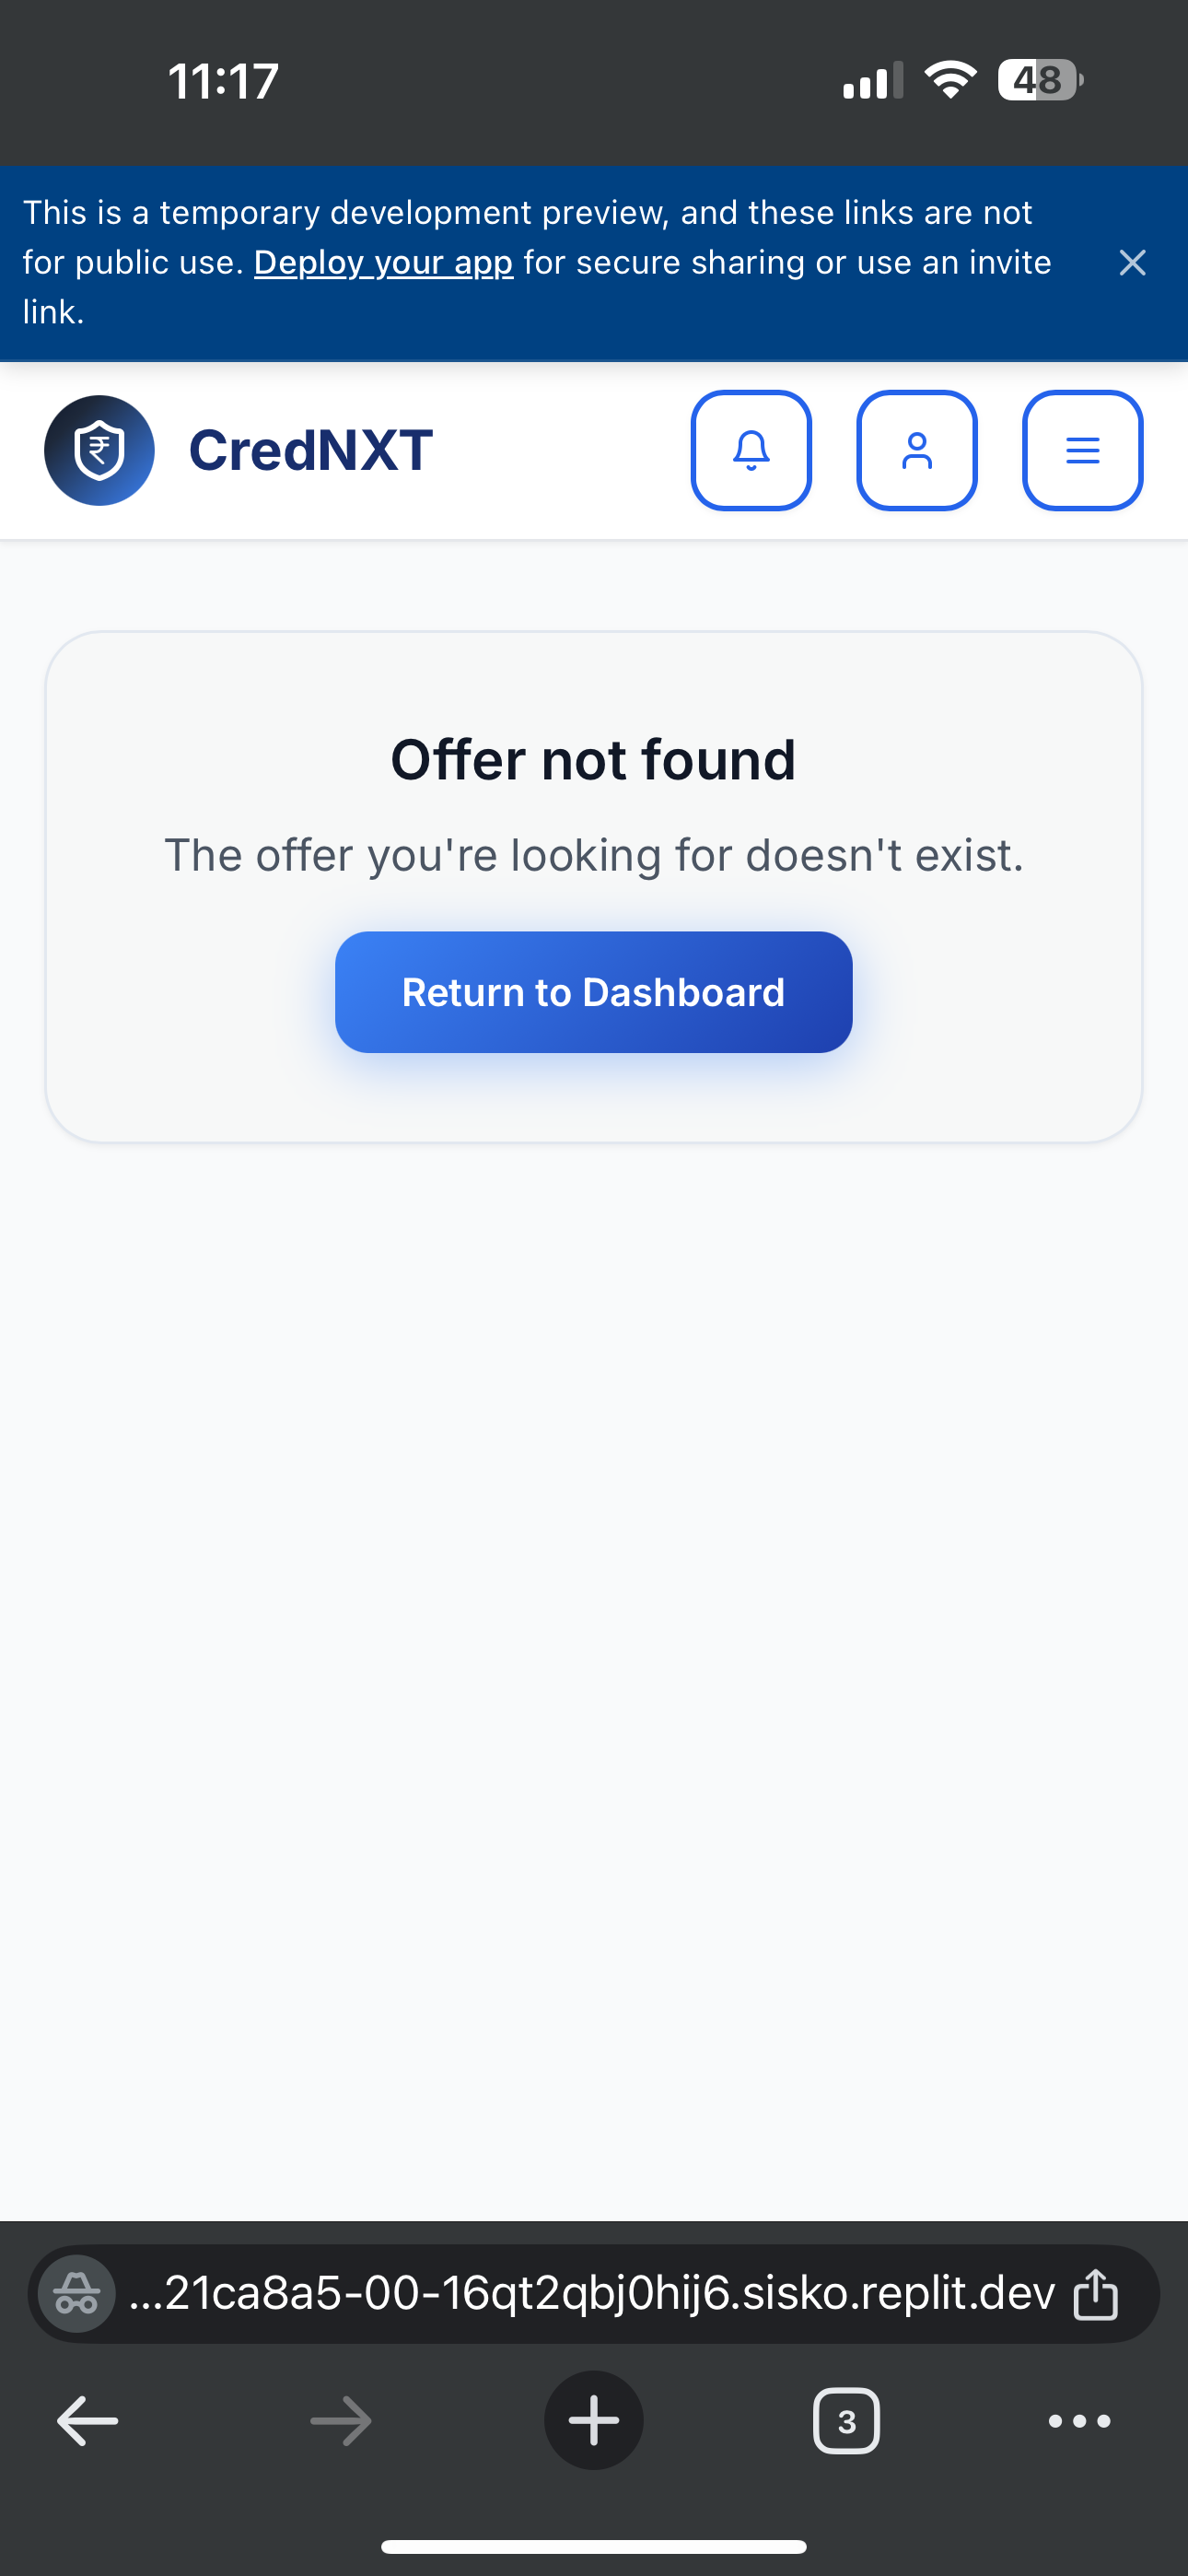 11:17
48
This is a temporary development preview, and these links are not
for public use. Deploy your app for secure sharing or use an invite
link.
₹
CredNXT
Offer not found
The offer you're looking for doesn't exist.
Return to Dashboard
...21ca8a5-00-16qt2qbj0hij6.sisko.replit.dev
3